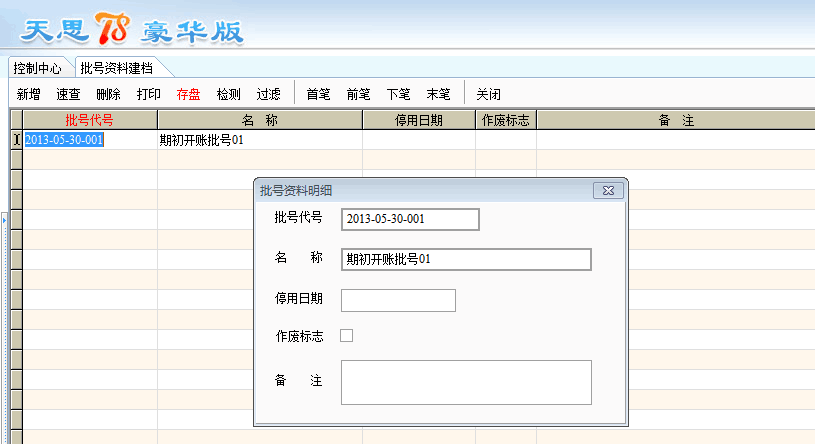 天思T8豪华版
控制中心 批号资料建档
新增 速查 删除 打印 存盘 检测 过滤 首笔 前笔 下笔 末笔 关闭
批号代号 名 称 停用日期 作废标志 备 注
2013-05-30-001 期初开账批号01
批号资料明细
批号代号 2013-05-30-001
名 称 期初开账批号01
停用日期
作废标志
备 注